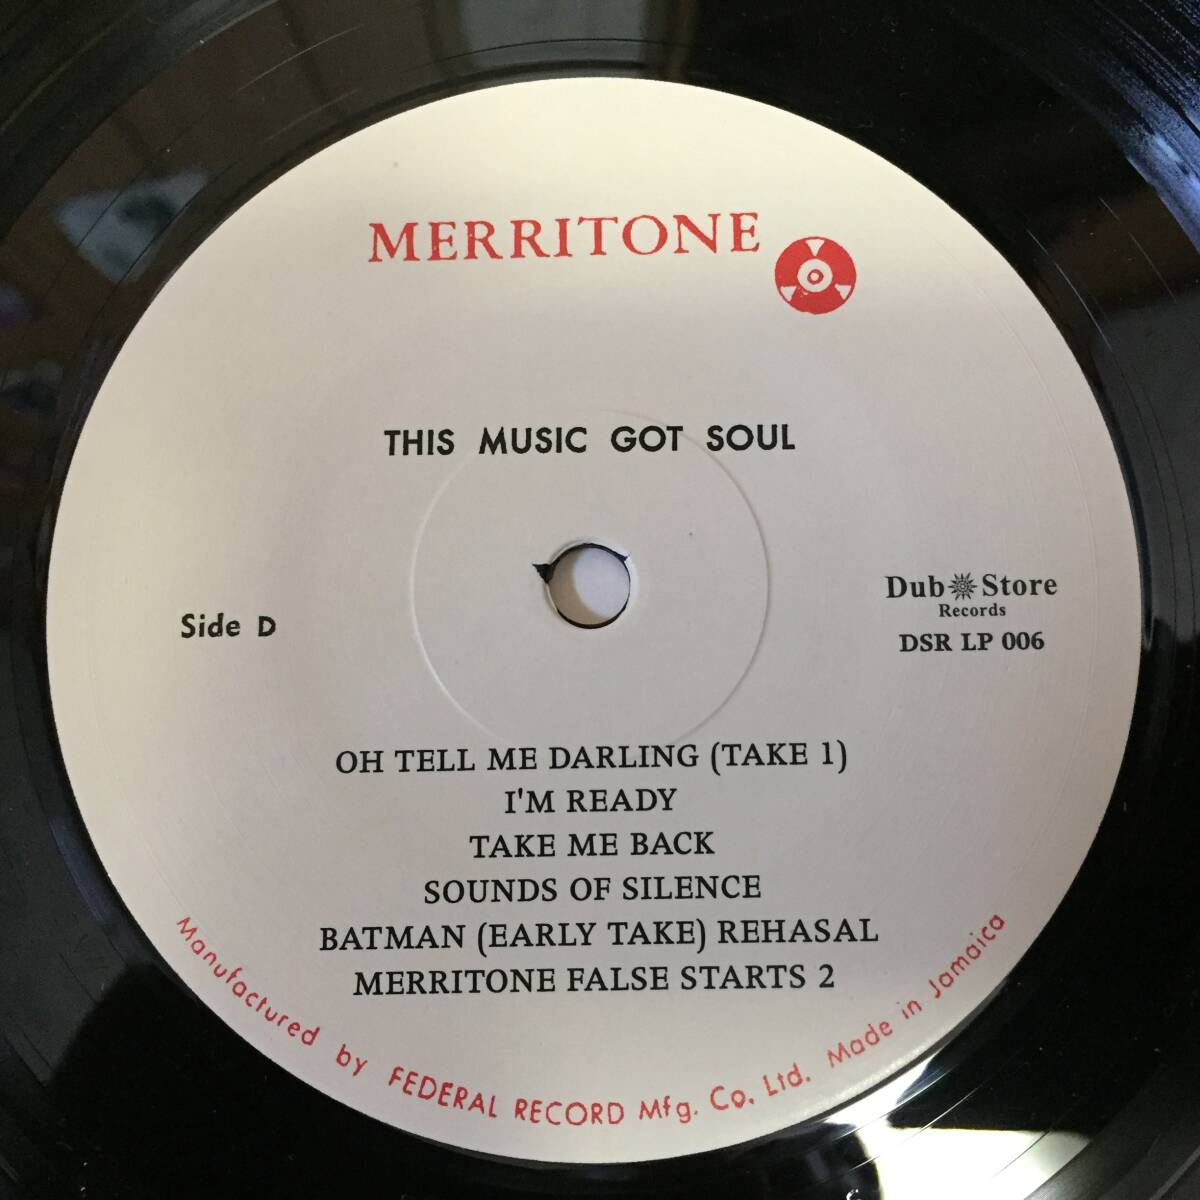 MERRITONE
THIS MUSIC GOT SOUL
Dub Store
Records
DSR LP 006
Side D
OH TELL ME DARLING (TAKE 1)
I'M READY
TAKE ME BACK
SOUNDS OF SILENCE
BATMAN (EARLY TAKE) REHASAL
MERRITONE FALSE STARTS 2
Manufactured by FEDERAL RECORD Mfg. Co. Ltd. Made in Jamaica